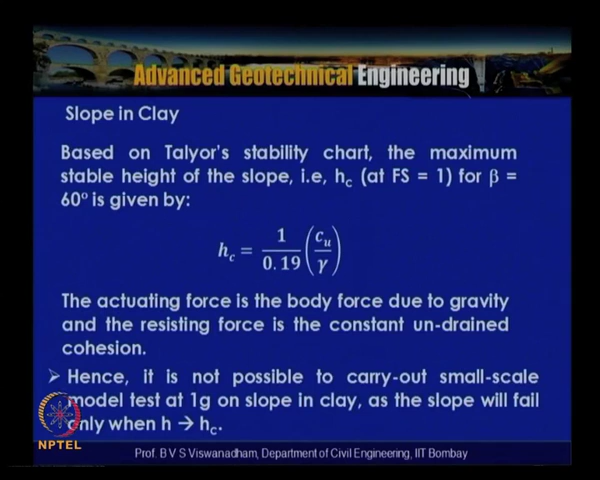 Advanced Geotechnical Engineering
Slope in Clay
Based on Talyor's stability chart, the maximum
stable height of the slope, i.e, hc (at FS = 1) for β =
60° is given by:
hc = 1/0.19 (cu/γ)
The actuating force is the body force due to gravity
and the resisting force is the constant un-drained
cohesion.
➢ Hence, it is not possible to carry-out small-scale
model test at 1g on slope in clay, as the slope will fail
only when h → hc.
NPTEL
Prof. B V S Viswanadham, Department of Civil Engineering, IIT Bombay